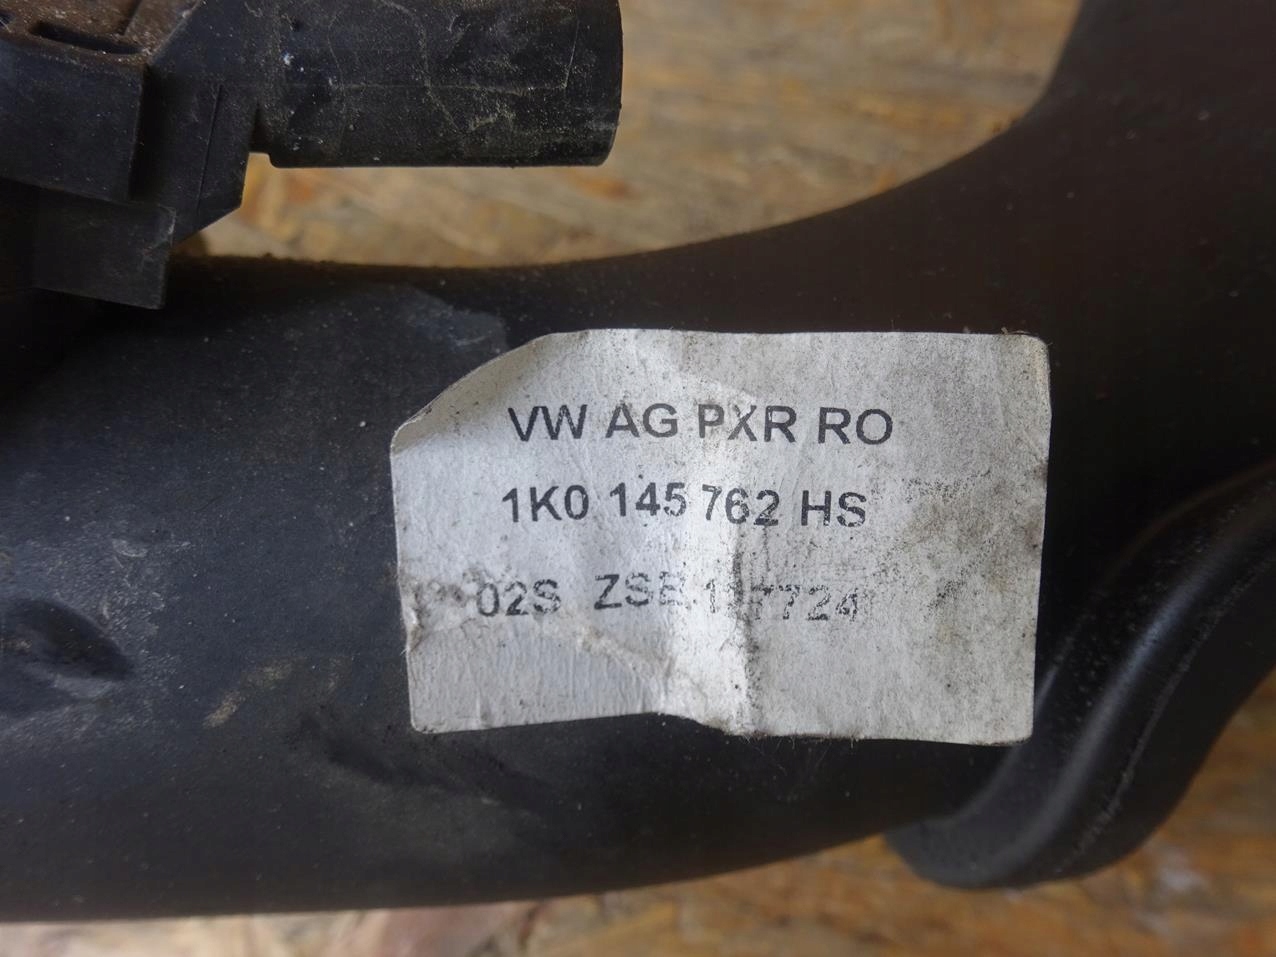 VW AG PXR RO
1K0 145 762 HS
02S ZSB